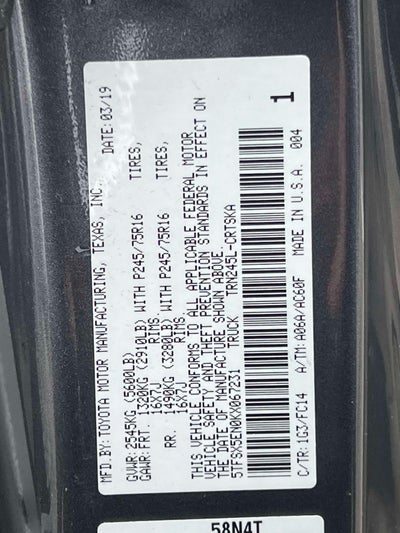 MFD. BY: TOYOTA MOTOR MANUFACTURING, TEXAS, INC. DATE: 03/19
GVWR: 2545KG (5600LB)
GAWR: FRT. 1320KG (2910LB) WITH P245/75R16 TIRES,
16X7J RIMS
RR. 1490KG (3280LB) WITH P245/75R16 TIRES,
16X7J RIMS
THIS VEHICLE CONFORMS TO ALL APPLICABLE FEDERAL MOTOR
VEHICLE SAFETY AND THEFT PREVENTION STANDARDS IN EFFECT ON
THE DATE OF MANUFACTURE SHOWN ABOVE.
5TFSX5EN0KX067231 TRUCK TRN245L-CRTSKA
1
C/TR: 1G3/FC14 A/TM: A06A/AC60F MADE IN U.S.A. 004
58N4T